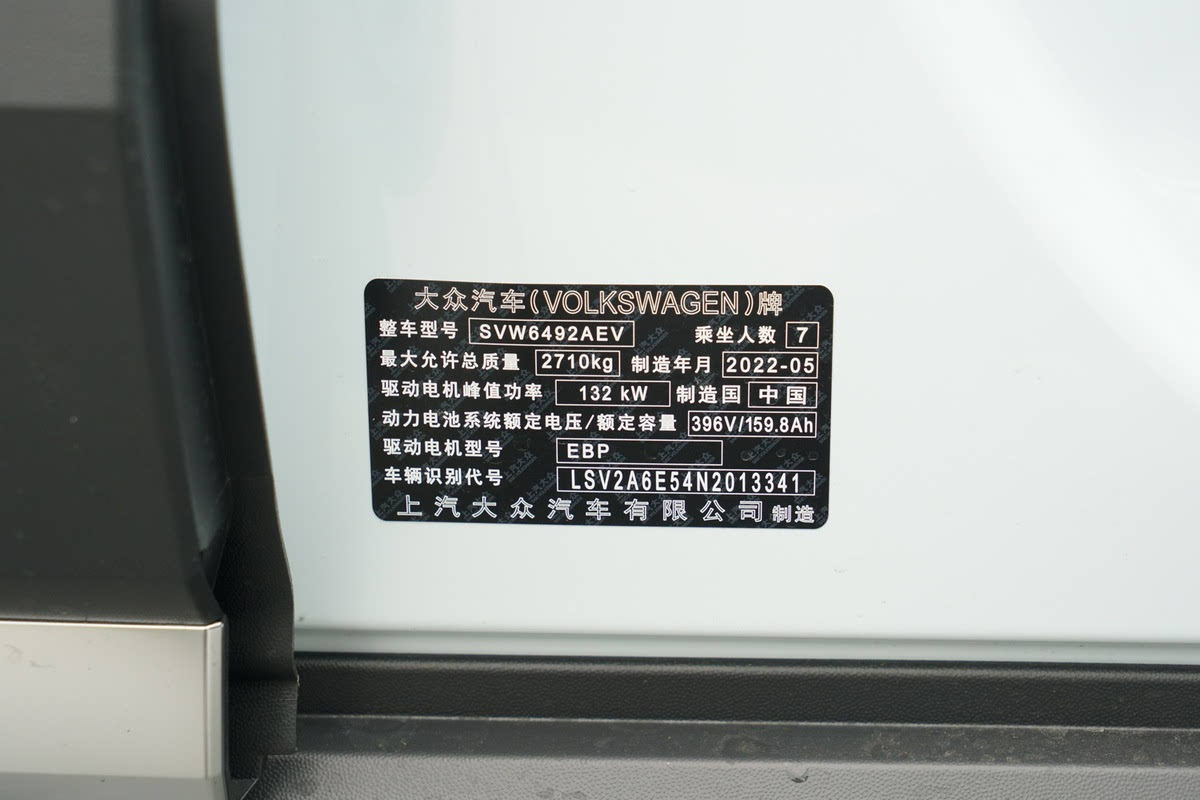 大众汽车(VOLKSWAGEN)牌
整车型号 SVW6492AEV 乘坐人数 7
最大允许总质量 2710kg 制造年月 2022-05
驱动电机峰值功率 132 kW 制造国 中国
动力电池系统额定电压/额定容量 396V/159.8Ah
驱动电机型号 EBP
车辆识别代号 LSV2A6E54N2013341
上汽大众汽车有限公司 制造